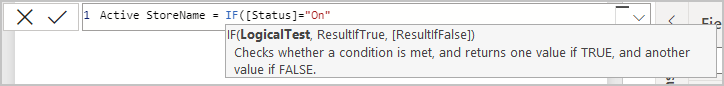 1 Active StoreName = IF([Status]="On"
Fie
IF(LogicalTest, ResultIfTrue, [ResultIfFalse])
Checks whether a condition is met, and returns one value if TRUE, and another
value if FALSE.